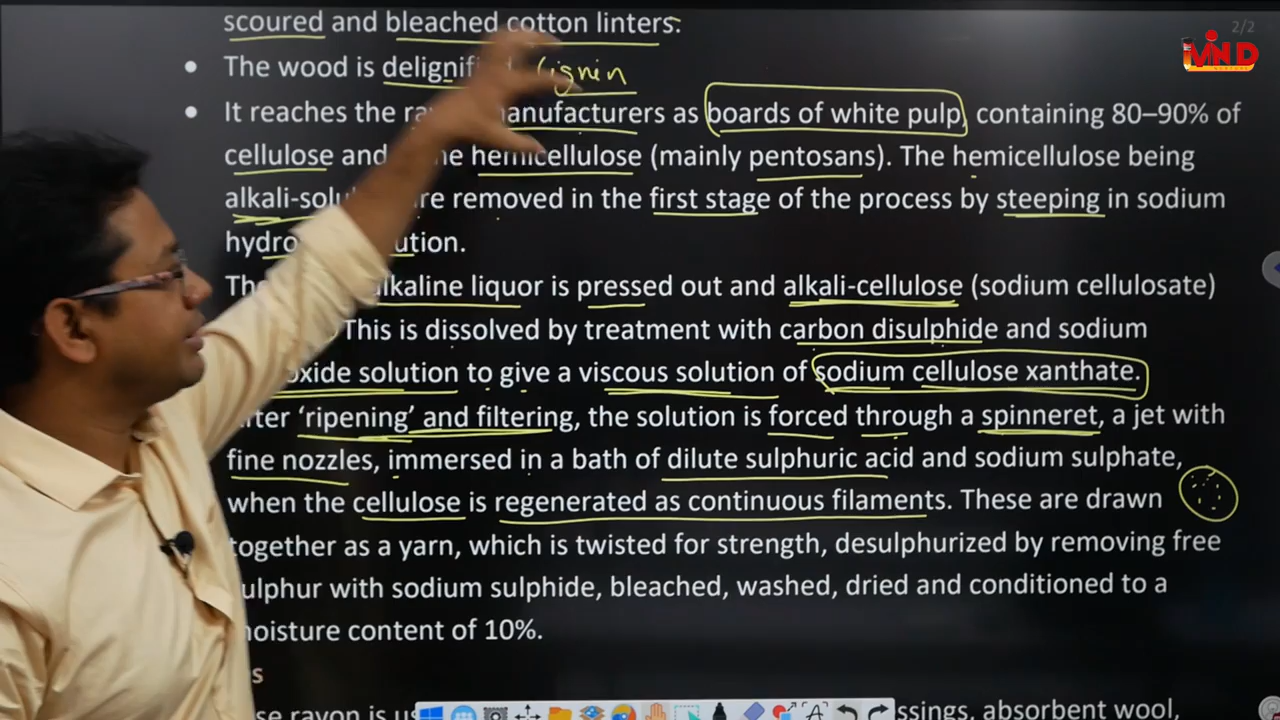 scoured and bleached cotton linters.
2/2
MIND
The wood is delignifi lignin
It reaches the anufacturers as boards of white pulp, containing 80–90% of
cellulose and hemicellulose (mainly pentosans). The hemicellulose being
alkali-solu re removed in the first stage of the process by steeping in sodium
hydro ution.
alkaline liquor is pressed out and alkali-cellulose (sodium cellulosate)
This is dissolved by treatment with carbon disulphide and sodium
oxide solution to give a viscous solution of sodium cellulose xanthate.
'ripening' and filtering, the solution is forced through a spinneret, a jet with
fine nozzles, immersed in a bath of dilute sulphuric acid and sodium sulphate,
when the cellulose is regenerated as continuous filaments. These are drawn
together as a yarn, which is twisted for strength, desulphurized by removing free
ulphur with sodium sulphide, bleached, washed, dried and conditioned to a
oisture content of 10%.
s
se rayon is us ssings, absorbent wool,